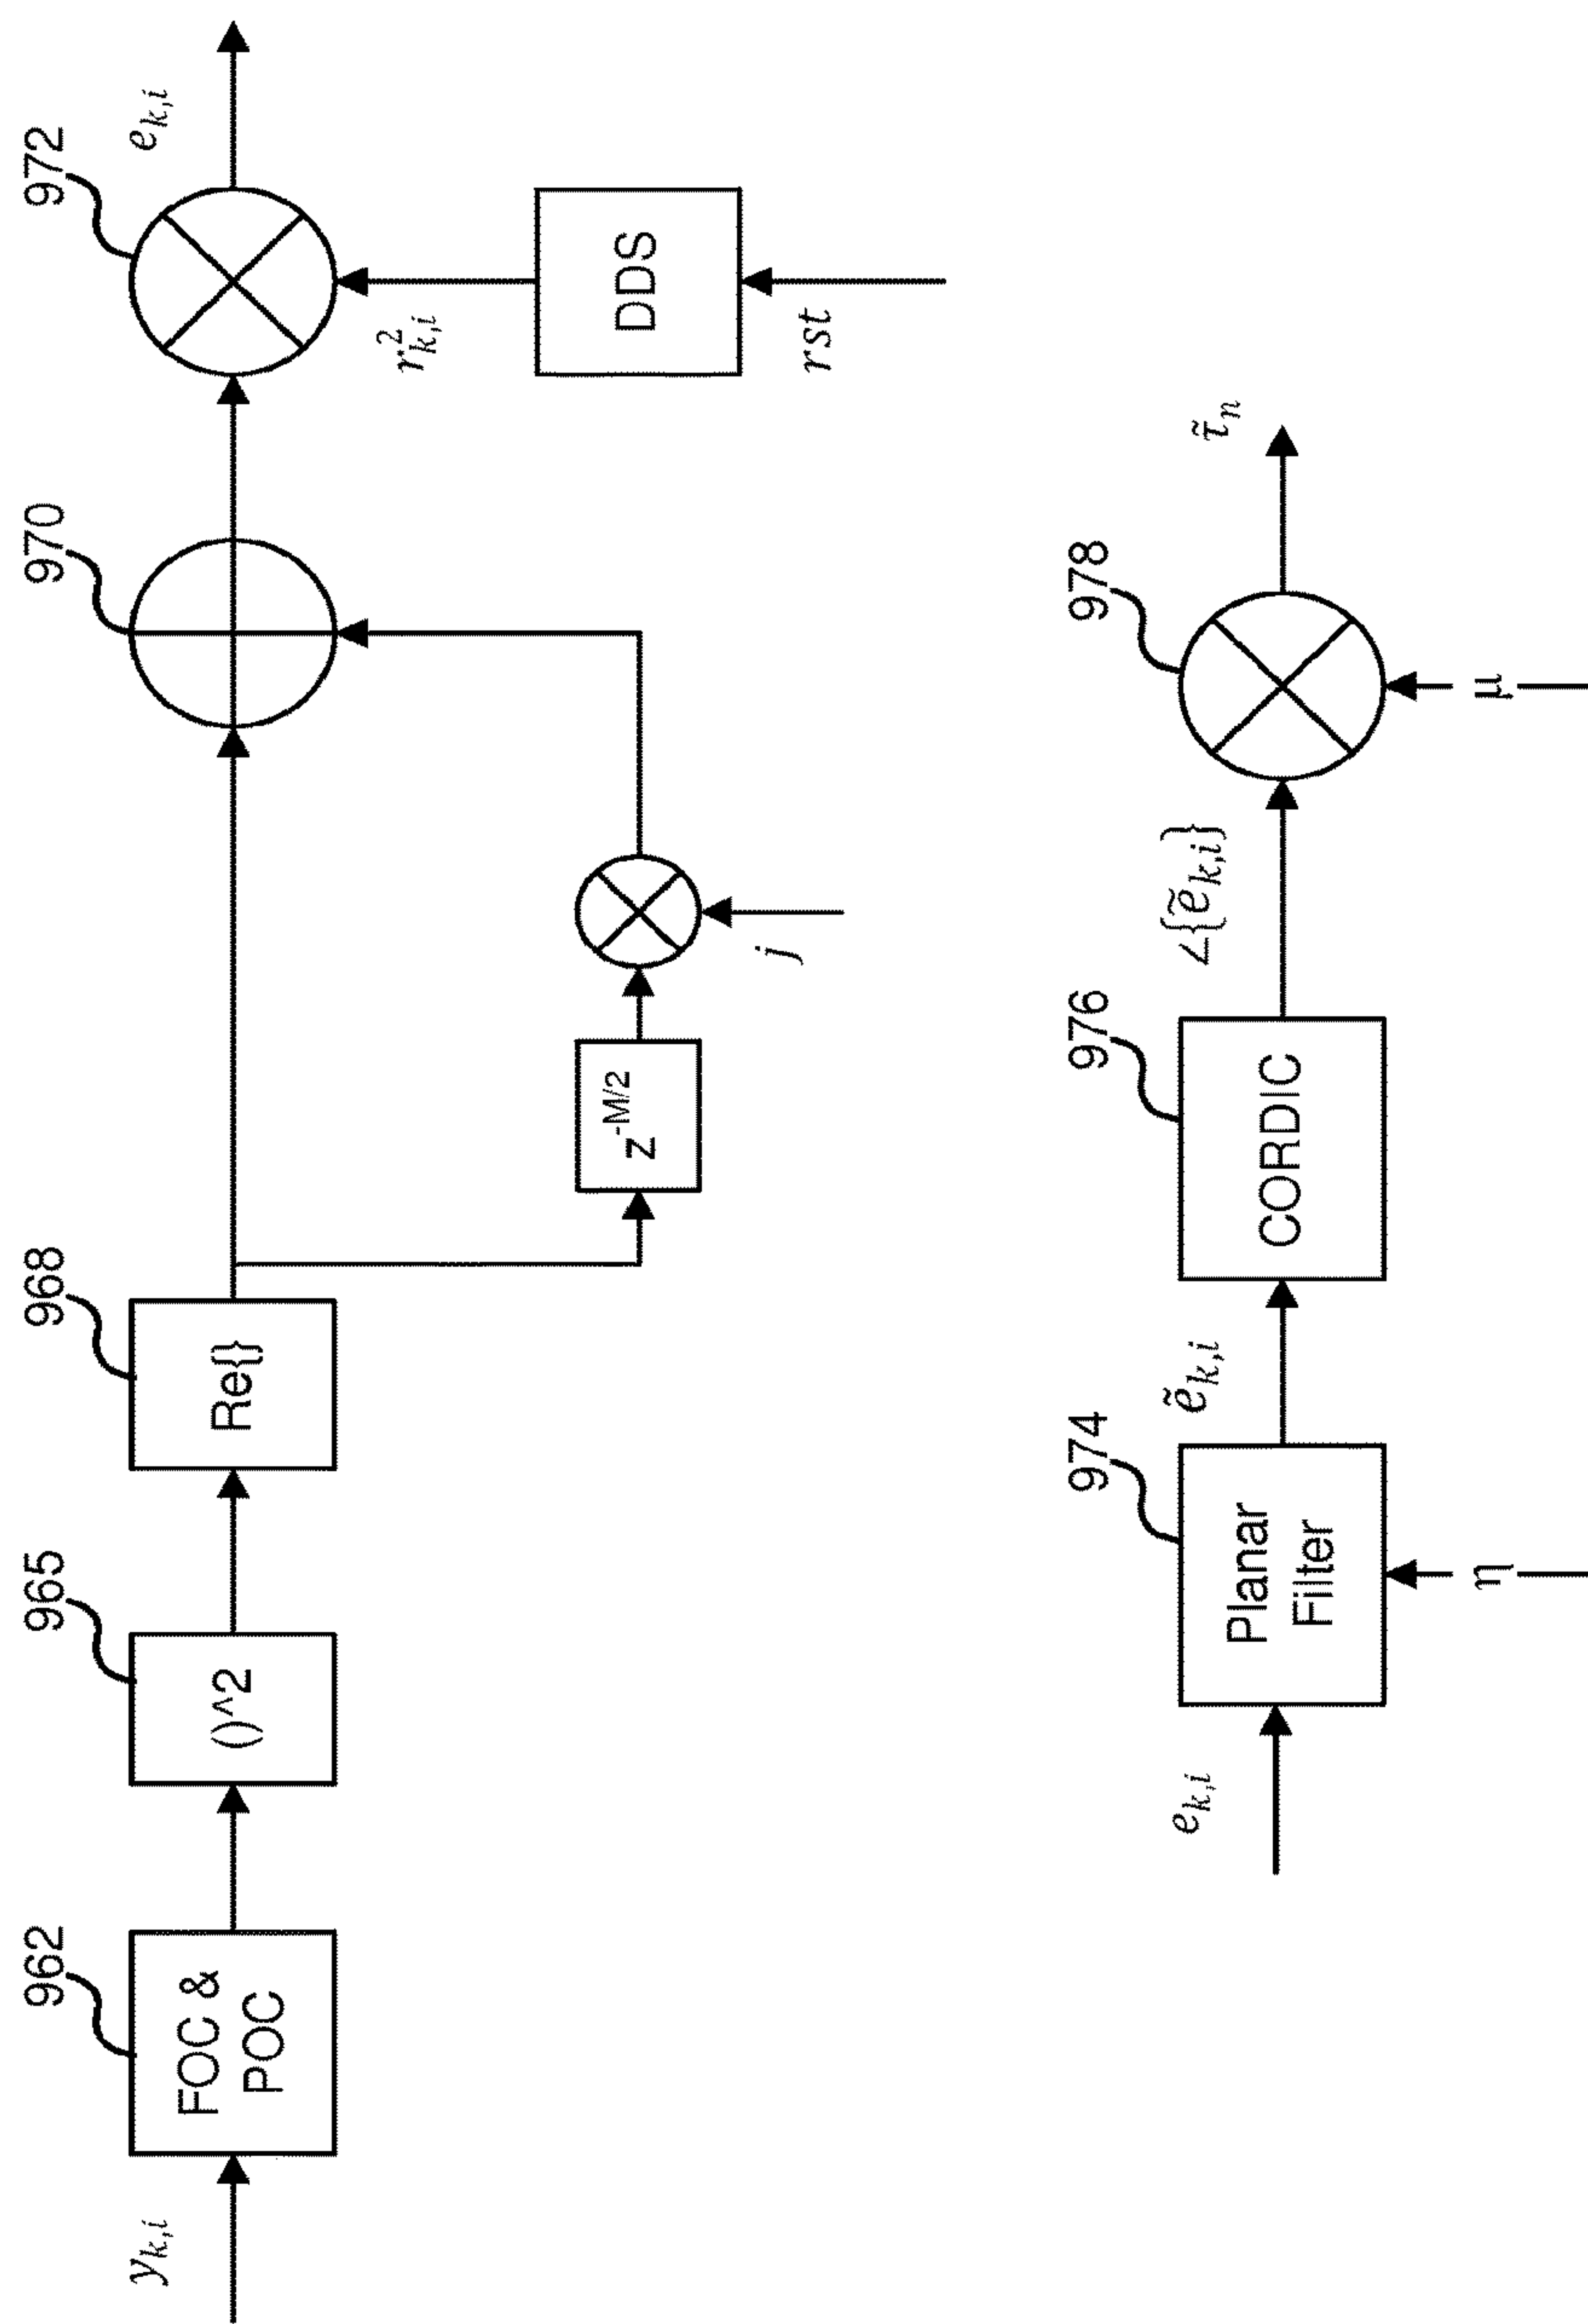 962
965
968
970
972
y_{k,i}
FOC &
POC
()^2
Re{}
z^{-M/2}
j
r^2_{k,i}
DDS
rst
e_{k,i}
974
976
978
e_{k,i}
Planar
Filter
η
ẽ_{k,i}
CORDIC
∠{ẽ_{k,i}}
μ
τ̃_n